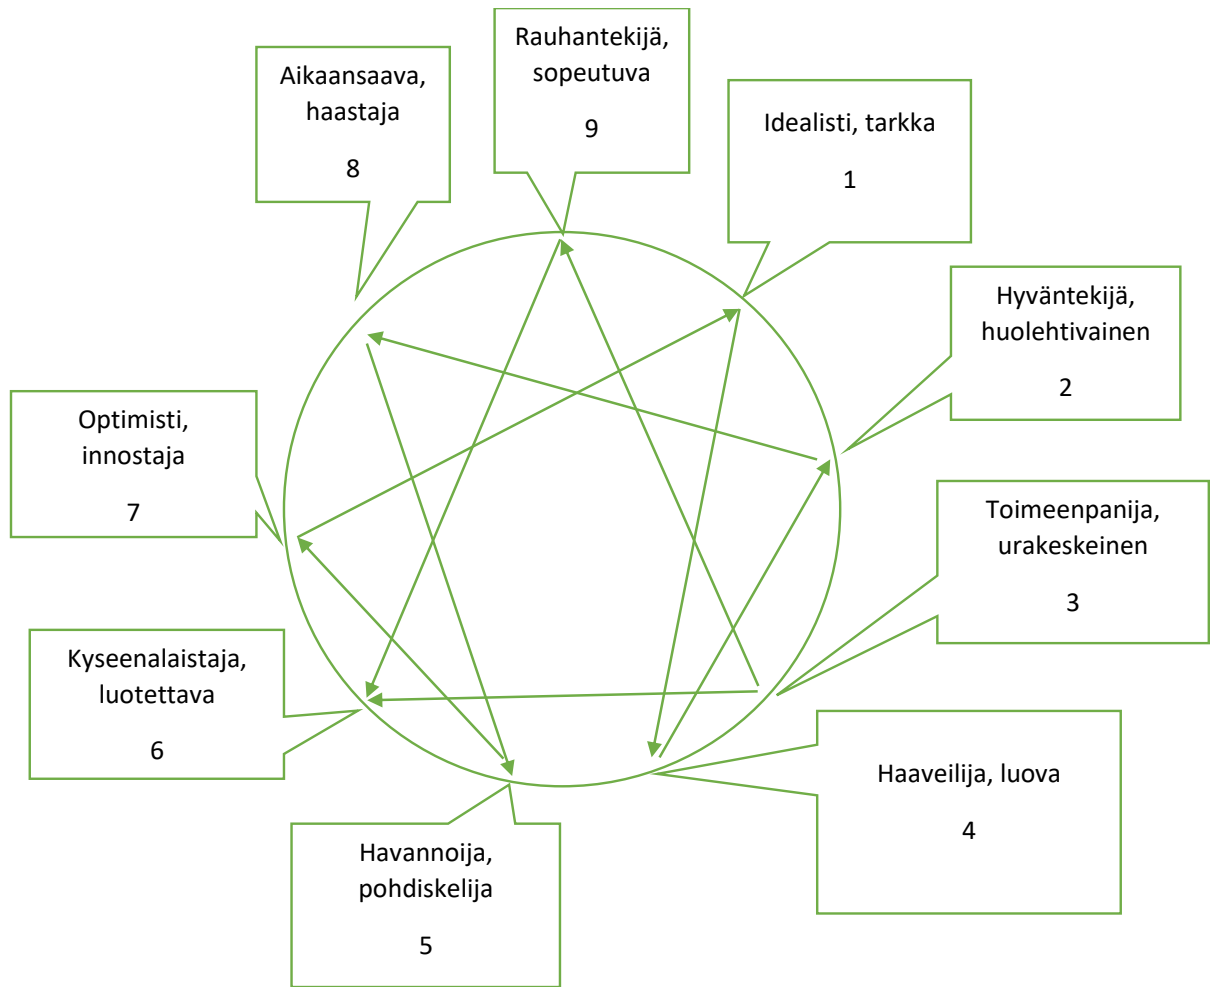 Rauhantekijä,
sopeutuva
9
Aikaansaava,
haastaja
8
Idealisti, tarkka
1
Hyväntekijä,
huolehtivainen
2
Optimisti,
innostaja
7
Toimeenpanija,
urakeskeinen
3
Kyseenalaistaja,
luotettava
6
Haaveilija, luova
4
Havannoija,
pohdiskelija
5